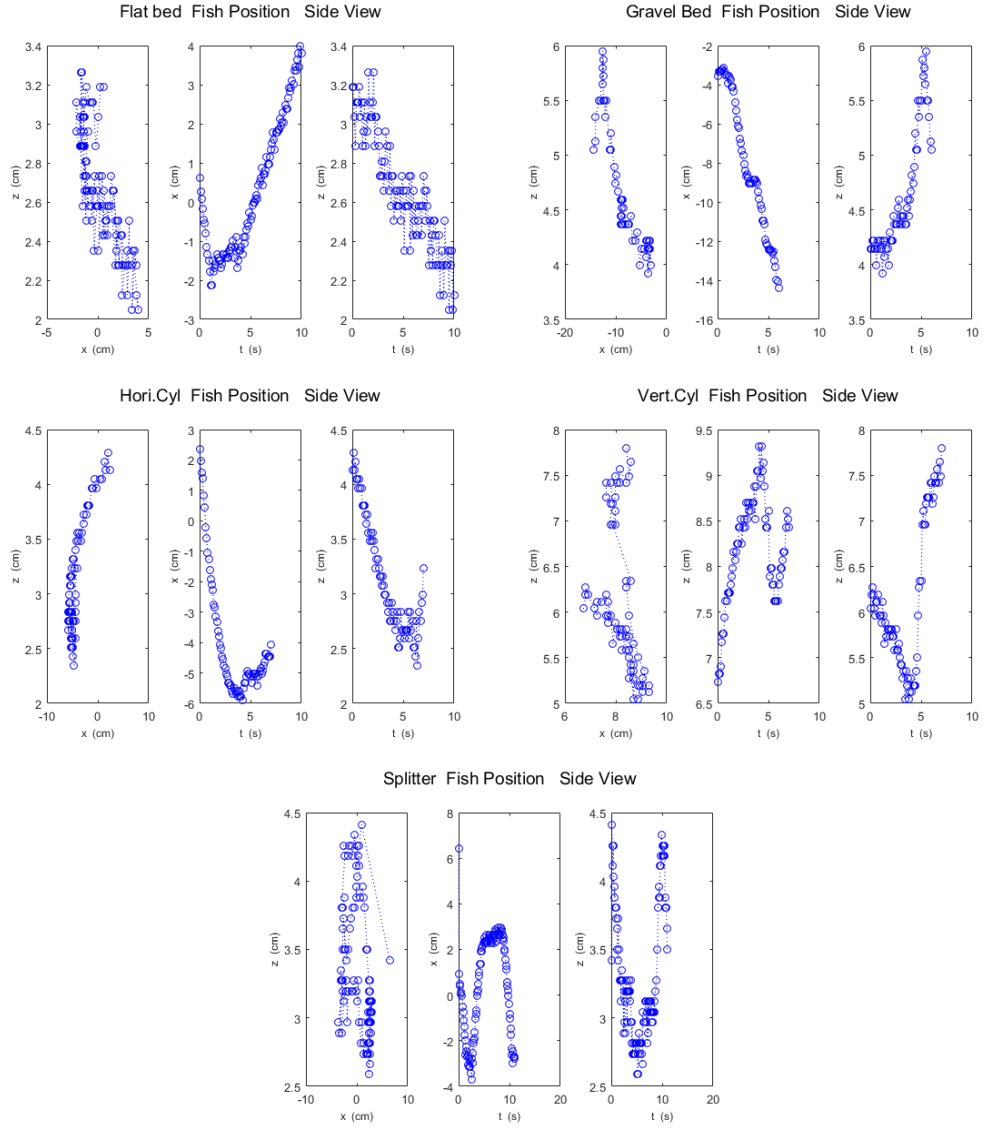 Flat bed Fish Position Side View
3.4
3.2
3
2.8
2.6
2.4
2.2
2
z (cm)
-5 0 5
x (cm)
4
3
2
1
0
-1
-2
-3
x (cm)
0 5 10
t (s)
3.4
3.2
3
2.8
2.6
2.4
2.2
2
z (cm)
0 5 10
t (s)
Gravel Bed Fish Position Side View
6
5.5
5
4.5
4
3.5
z (cm)
-20 -10 0
x (cm)
-2
-4
-6
-8
-10
-12
-14
-16
x (cm)
0 5 10
t (s)
6
5.5
5
4.5
4
3.5
z (cm)
0 5 10
t (s)
Hori.Cyl Fish Position Side View
4.5
4
3.5
3
2.5
2
z (cm)
-10 0 10
x (cm)
3
2
1
0
-1
-2
-3
-4
-5
-6
x (cm)
0 5 10
t (s)
4.5
4
3.5
3
2.5
2
z (cm)
0 5 10
t (s)
Vert.Cyl Fish Position Side View
8
7.5
7
6.5
6
5.5
5
z (cm)
6 8 10
x (cm)
9.5
9
8.5
8
7.5
7
6.5
x (cm)
0 5 10
t (s)
8
7.5
7
6.5
6
5.5
5
z (cm)
0 5 10
t (s)
Splitter Fish Position Side View
4.5
4
3.5
3
2.5
z (cm)
-10 0 10
x (cm)
8
6
4
2
0
-2
-4
x (cm)
0 10 20
t (s)
4.5
4
3.5
3
2.5
z (cm)
0 10 20
t (s)